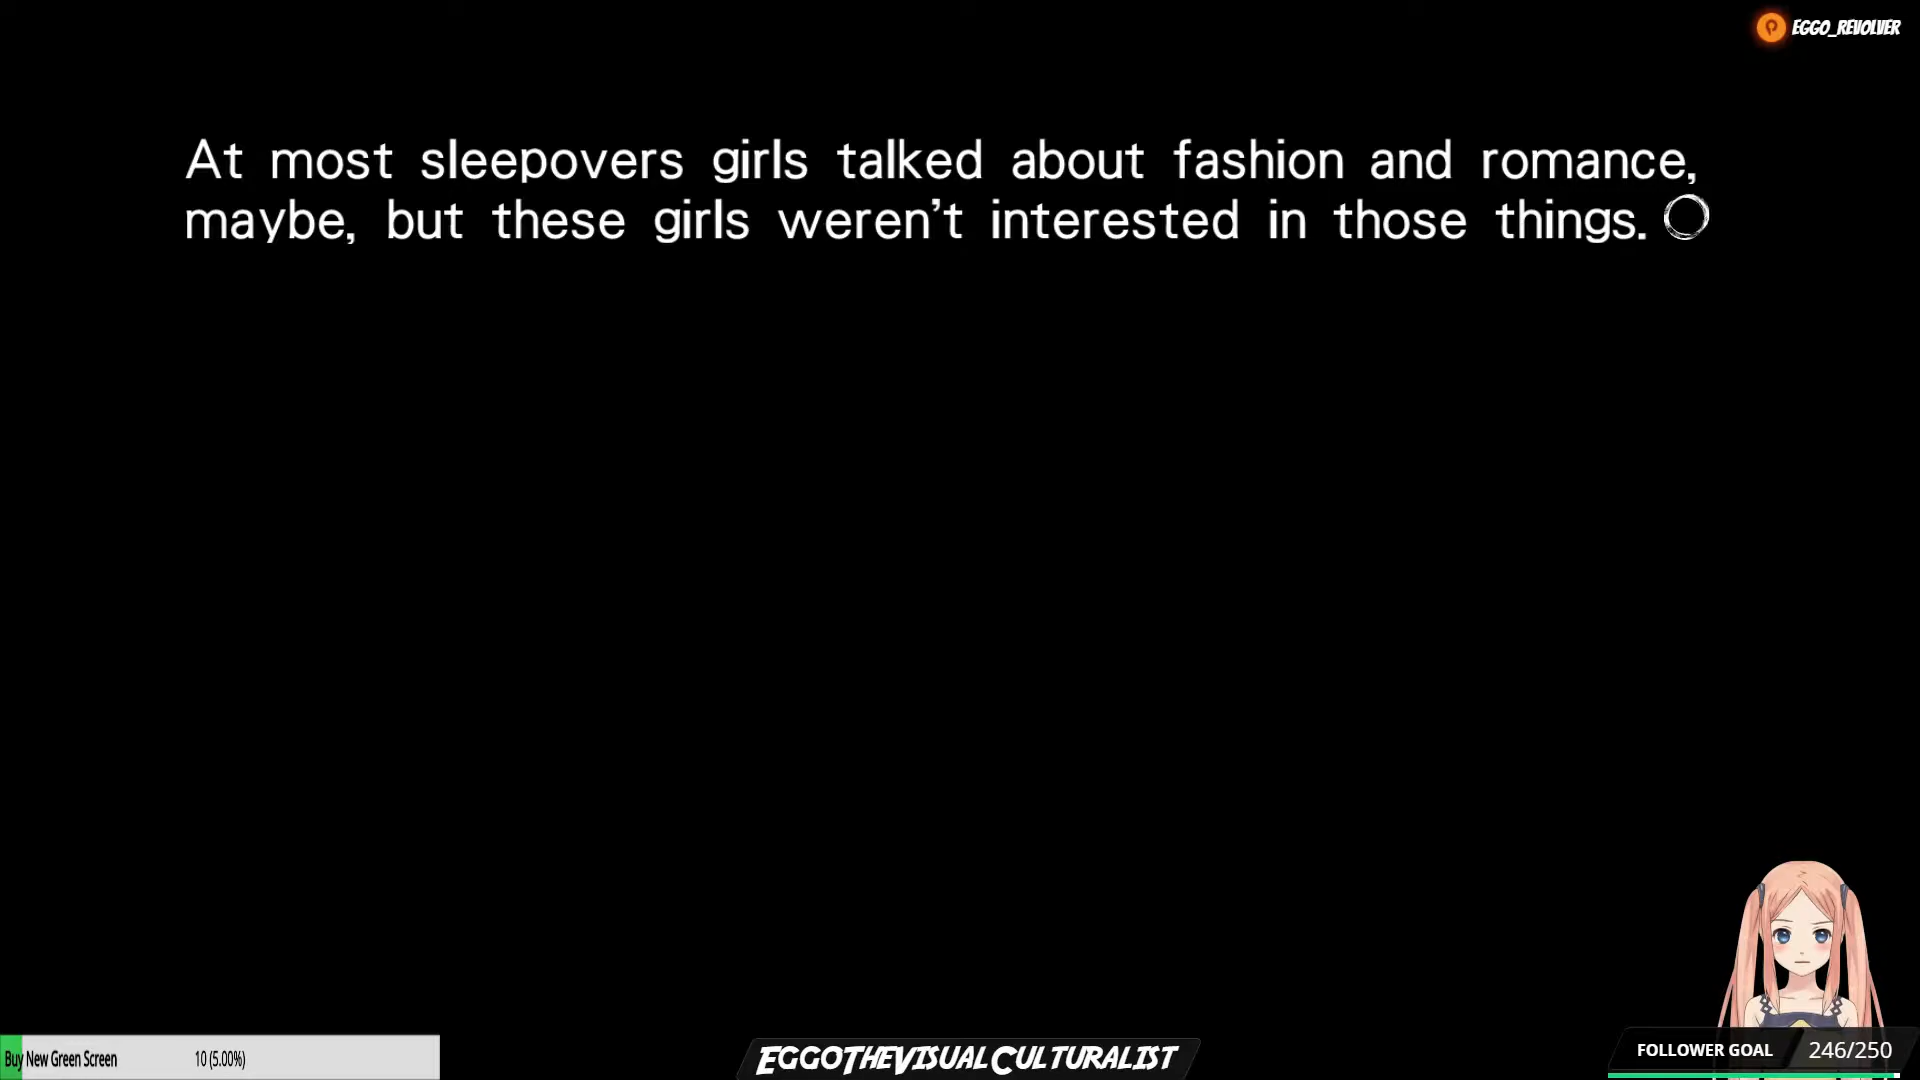 EGGO_REVOLVER
At most sleepovers girls talked about fashion and romance,
maybe, but these girls weren't interested in those things.
Buy New Green Screen 10 (5.00%)
EGGOTHEVISUALCULTURALIST
FOLLOWER GOAL 246/250